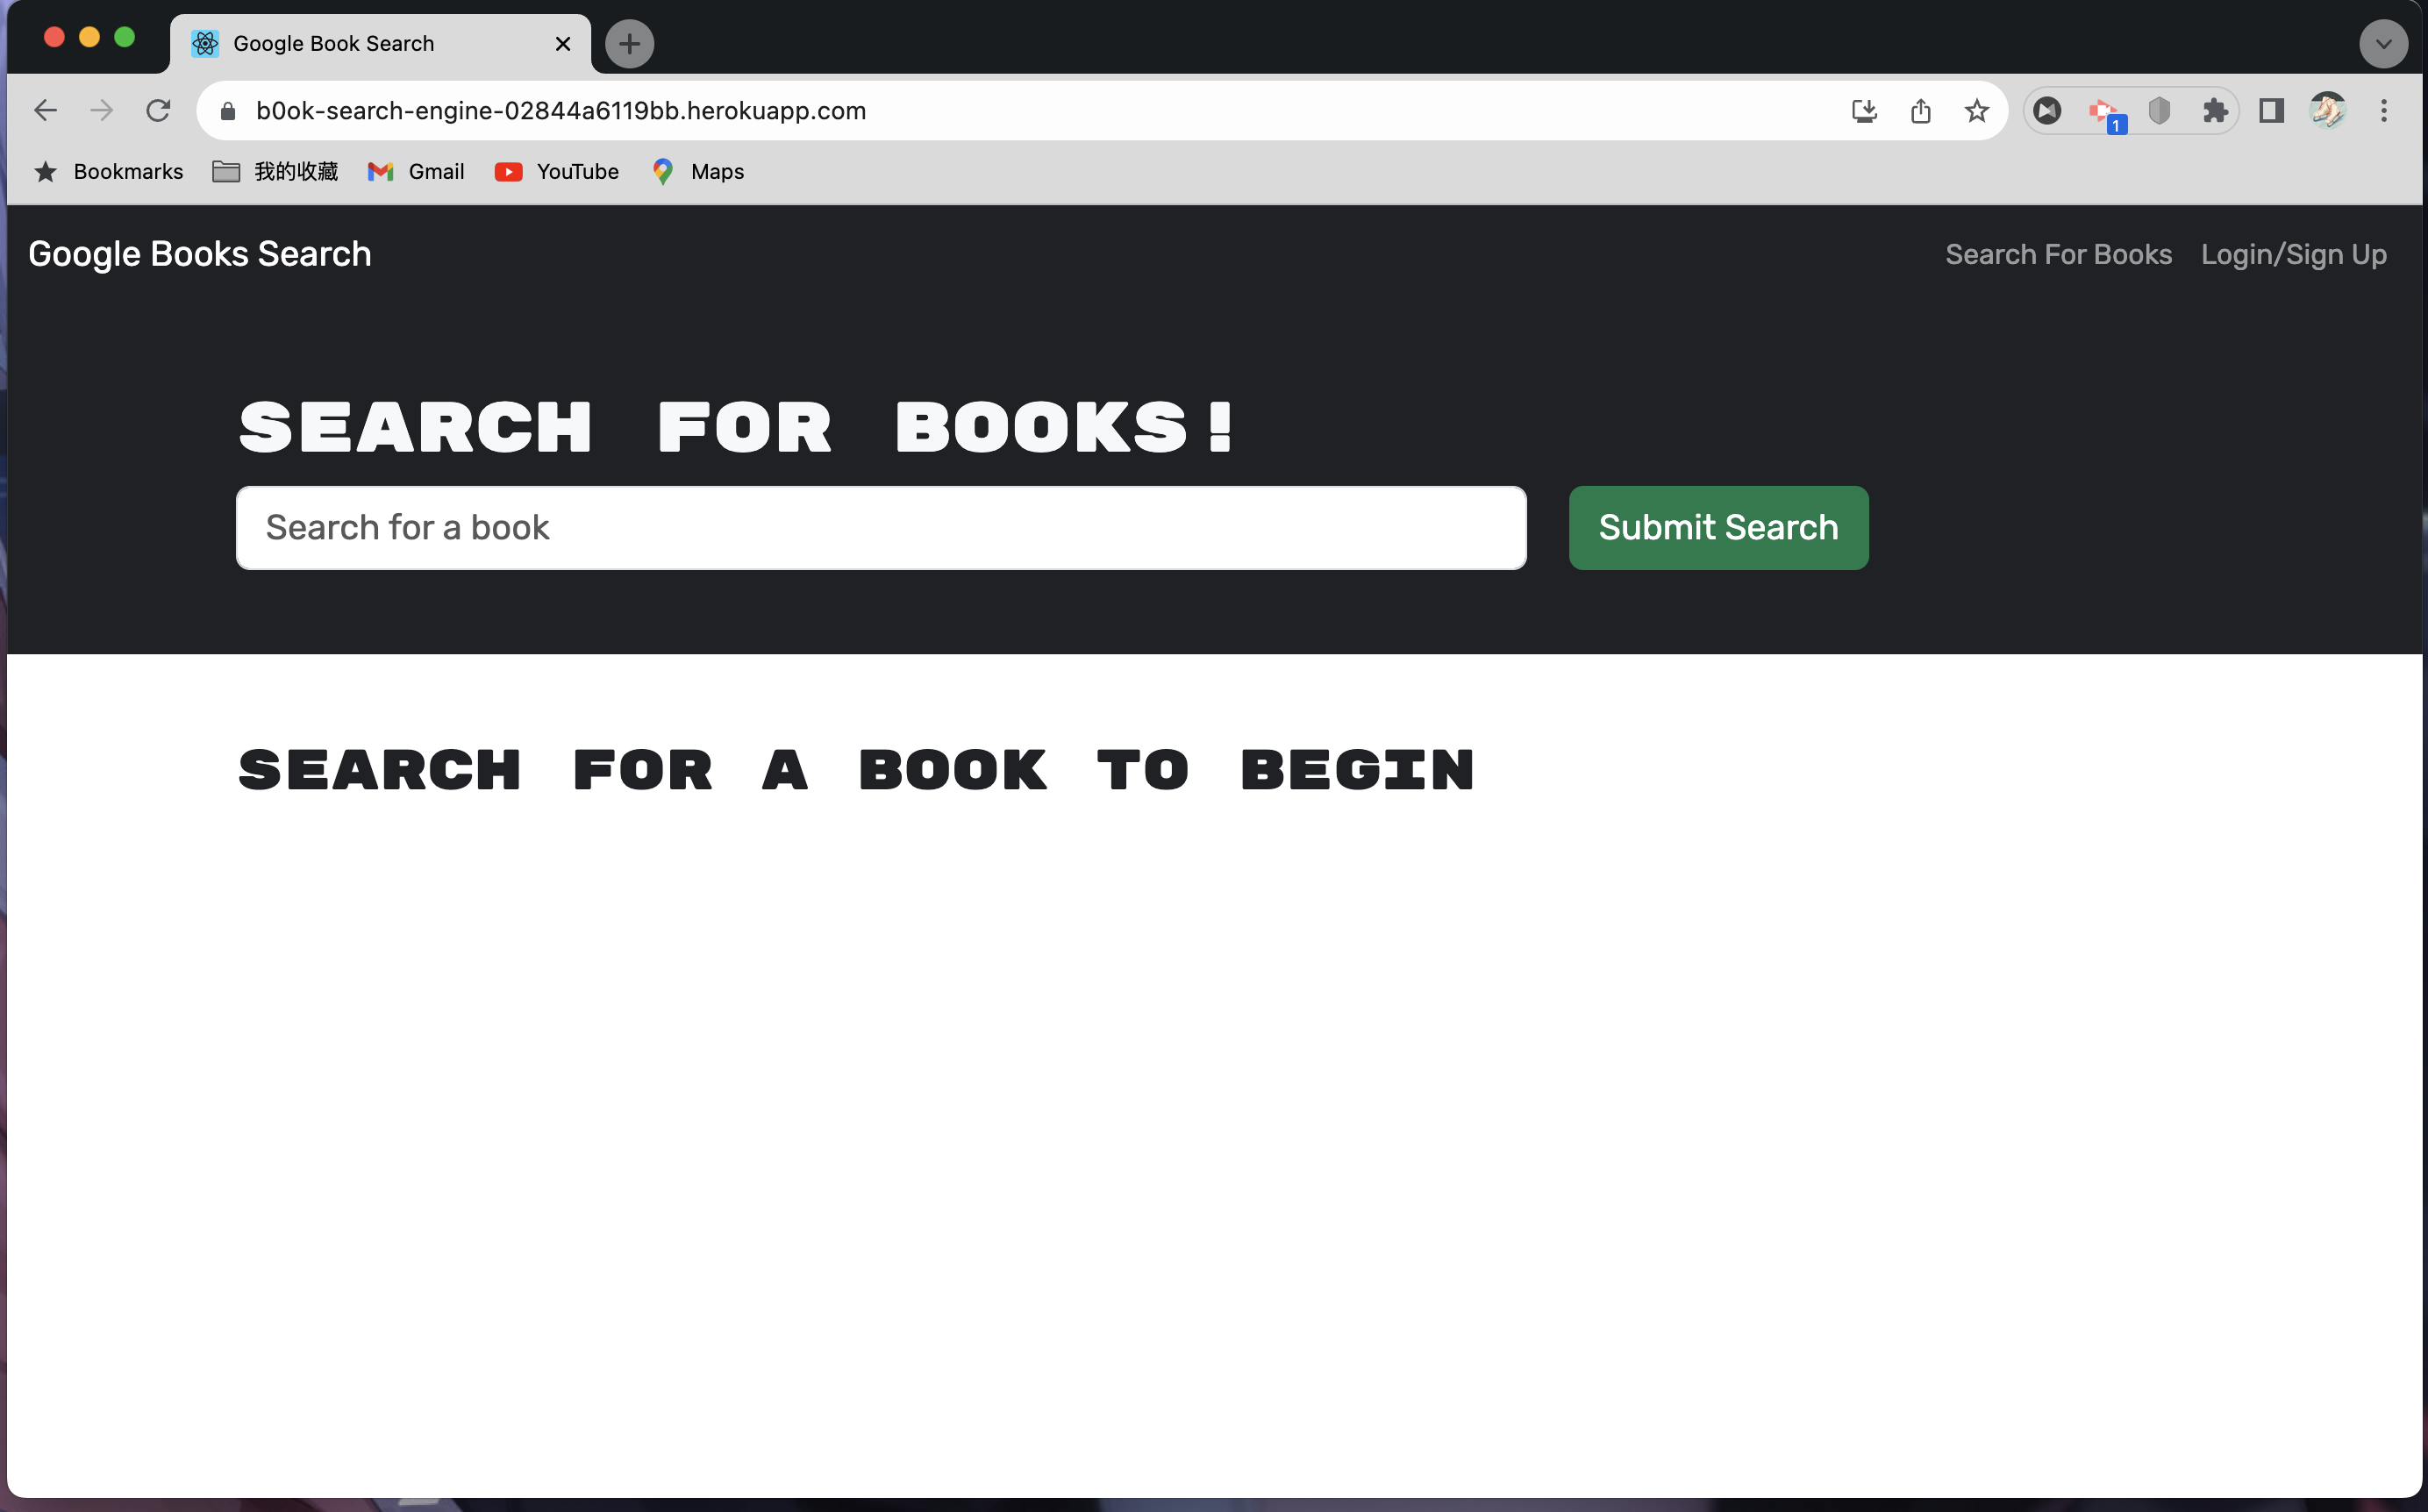 Google Book Search
b0ok-search-engine-02844a6119bb.herokuapp.com
1
Bookmarks 我的收藏 Gmail YouTube Maps
Google Books Search Search For Books Login/Sign Up
SEARCH FOR BOOKS!
Search for a book Submit Search
SEARCH FOR A BOOK TO BEGIN